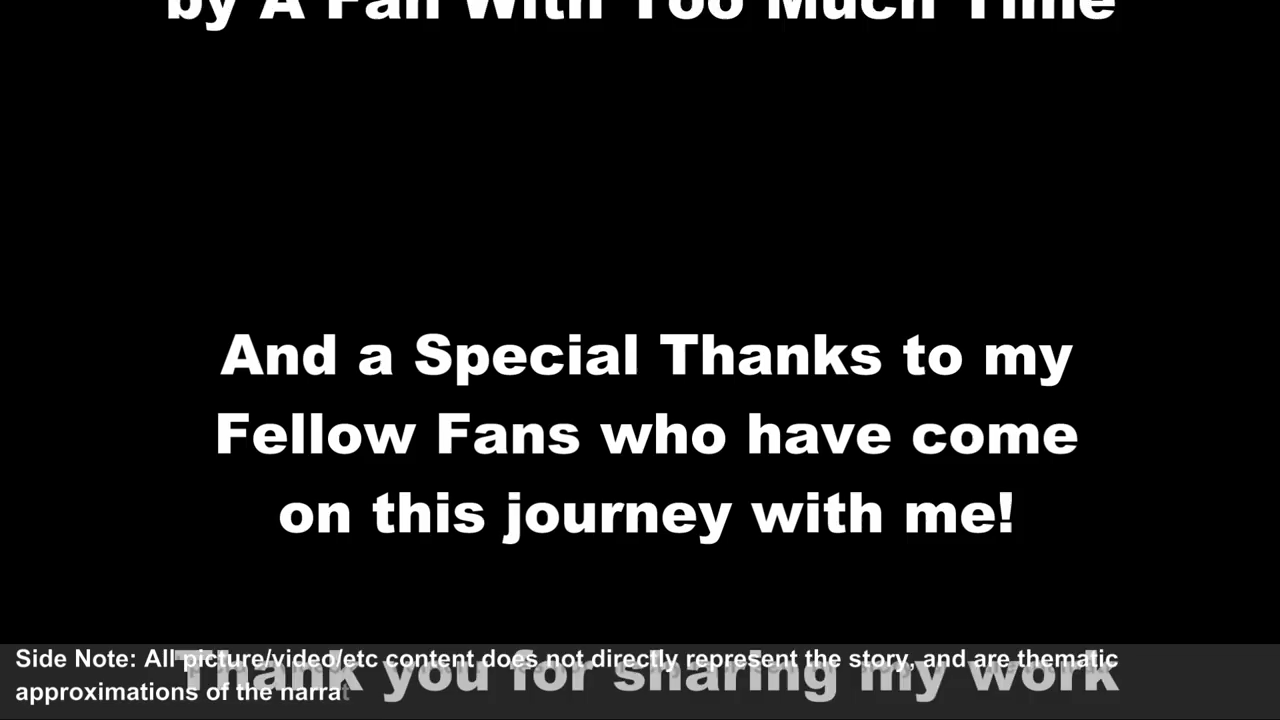 by A Fan With Too Much Time
And a Special Thanks to my
Fellow Fans who have come
on this journey with me!
Thank you for sharing my work
Side Note: All picture/video/etc content does not directly represent the story, and are thematic
approximations of the narrat